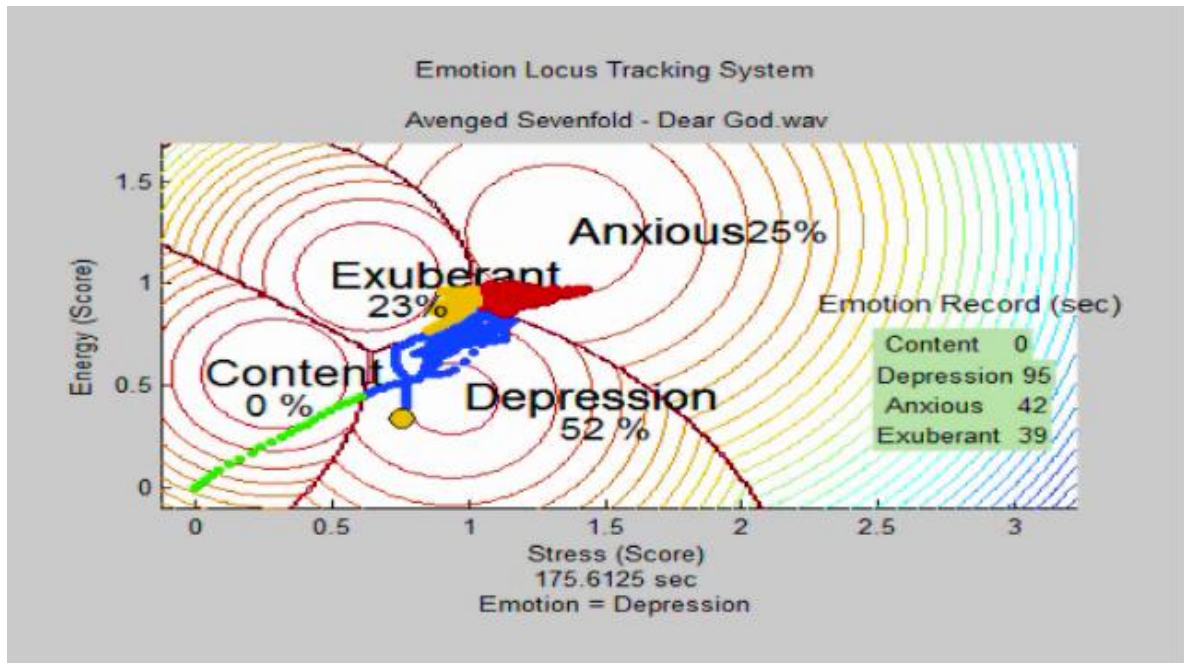 Emotion Locus Tracking System
Avenged Sevenfold - Dear God.wav
1.5
1
0.5
0
Energy (Score)
Anxious 25%
Exuberant
23%
Content
0 %
Depression
52 %
Emotion Record (sec)
Content 0
Depression 95
Anxious 42
Exuberant 39
0 0.5 1 1.5 2 2.5 3
Stress (Score)
175.6125 sec
Emotion = Depression